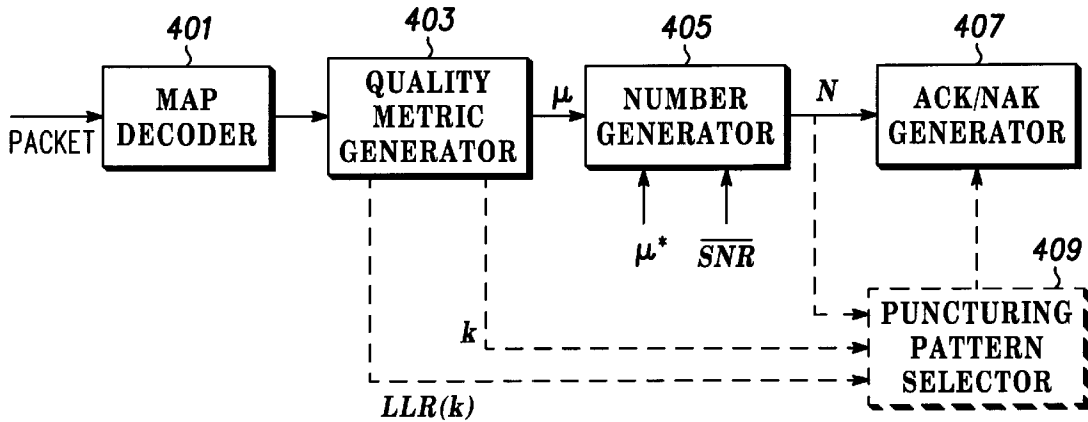 401
403
405
407
PACKET
MAP
DECODER
QUALITY
METRIC
GENERATOR
μ
NUMBER
GENERATOR
N
ACK/NAK
GENERATOR
μ*
S̅N̅R̅
409
k
LLR(k)
PUNCTURING
PATTERN
SELECTOR